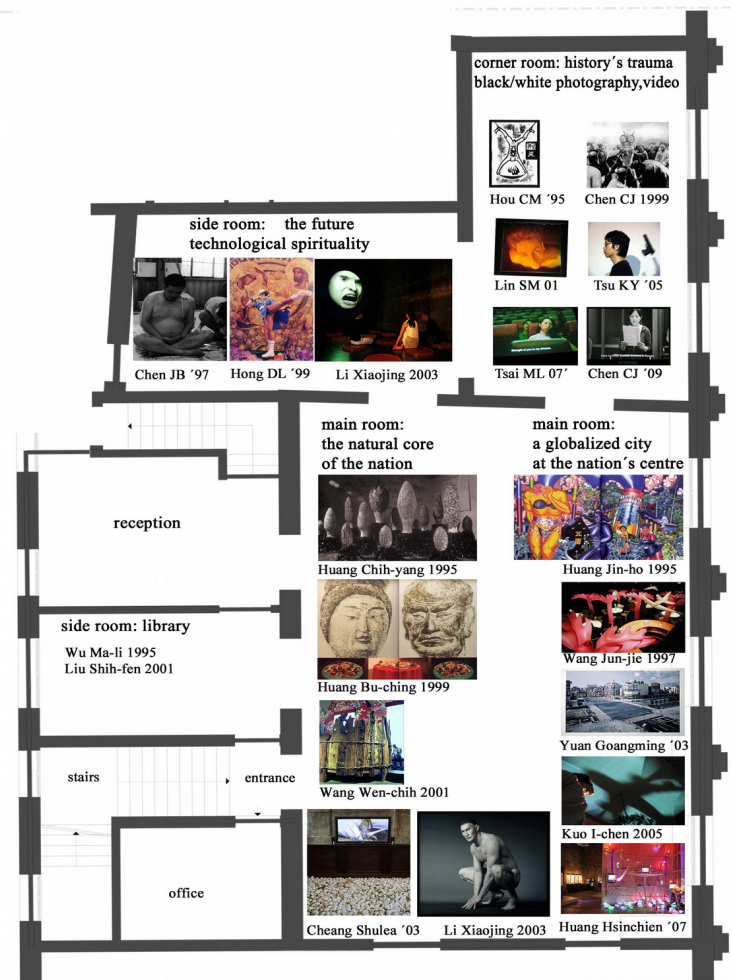 corner room: history´s trauma
black/white photography,video
Hou CM ´95
Chen CJ 1999
Lin SM 01
Tsu KY ´05
Tsai ML 07´
Chen CJ ´09
side room: the future
technological spirituality
Chen JB ´97
Hong DL ´99
Li Xiaojing 2003
main room:
the natural core
of the nation
Huang Chih-yang 1995
Huang Bu-ching 1999
Wang Wen-chih 2001
Cheang Shulea ´03
Li Xiaojing 2003
main room:
a globalized city
at the nation´s centre
Huang Jin-ho 1995
Wang Jun-jie 1997
Yuan Goangming ´03
Kuo I-chen 2005
Huang Hsinchien ´07
reception
side room: library
Wu Ma-li 1995
Liu Shih-fen 2001
stairs
entrance
office